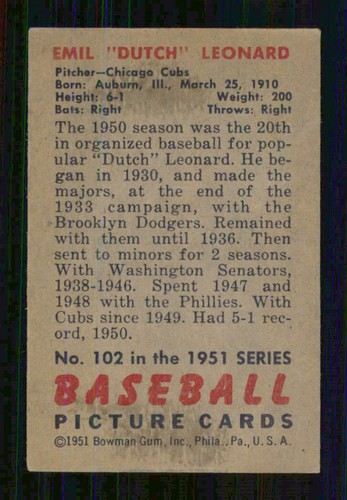 EMIL "DUTCH" LEONARD
Pitcher—Chicago Cubs
Born: Auburn, Ill., March 25, 1910
Height: 6-1 Weight: 200
Bats: Right Throws: Right
The 1950 season was the 20th
in organized baseball for pop-
ular "Dutch" Leonard. He be-
gan in 1930, and made the
majors, at the end of the
1933 campaign, with the
Brooklyn Dodgers. Remained
with them until 1936. Then
sent to minors for 2 seasons.
With Washington Senators,
1938-1946. Spent 1947 and
1948 with the Phillies. With
Cubs since 1949. Had 5-1 rec-
ord, 1950.
No. 102 in the 1951 SERIES
BASEBALL
PICTURE CARDS
©1951 Bowman Gum, Inc., Phila., Pa., U. S. A.